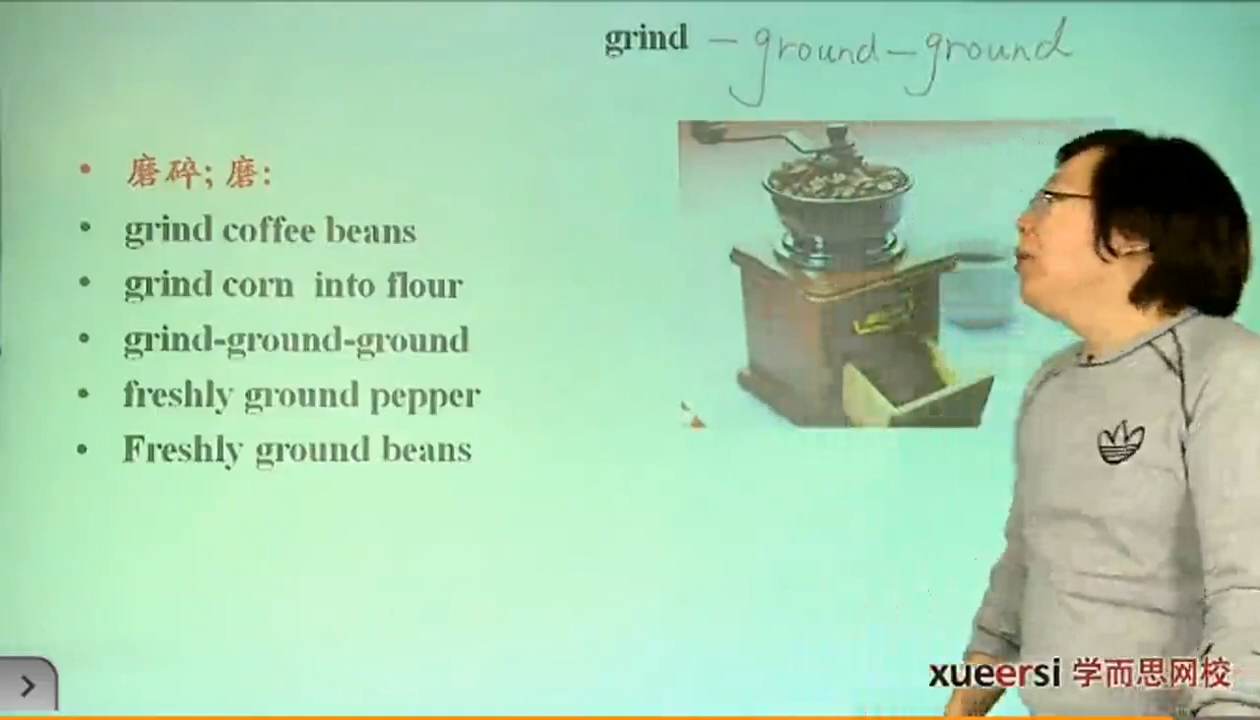 grind – ground – ground
磨碎; 磨:
grind coffee beans
grind corn into flour
grind-ground-ground
freshly ground pepper
Freshly ground beans
xueersi 学而思网校